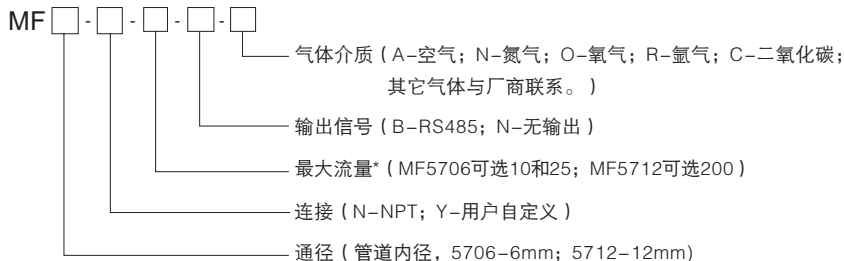 MF - - - -
气体介质（A–空气；N–氮气；O–氧气；R–氩气；C–二氧化碳；
其它气体与厂商联系。）
输出信号（B–RS485；N–无输出）
最大流量*（MF5706可选10和25；MF5712可选200）
连接（N–NPT；Y–用户自定义）
通径（管道内径，5706–6mm；5712–12mm)